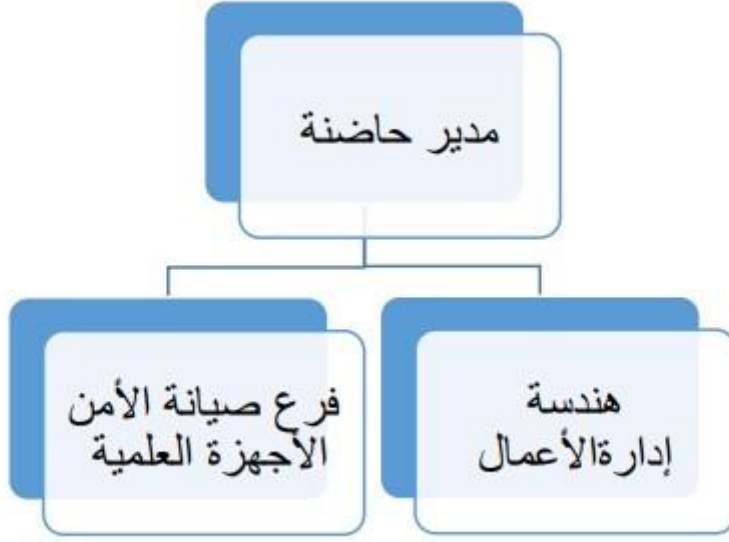 مدير حاضنة
هندسة
إدارةالأعمال
فرع صيانة الأمن
الأجهزة العلمية